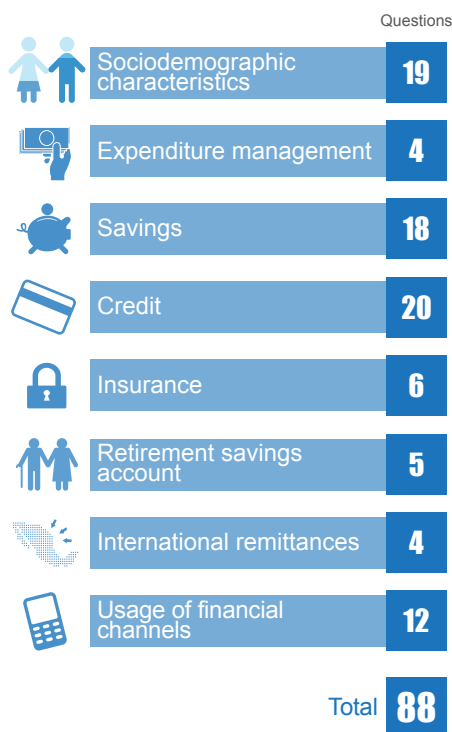 Questions
Sociodemographic
characteristics
19
Expenditure management
4
Savings
18
Credit
20
Insurance
6
Retirement savings
account
5
International remittances
4
Usage of financial
channels
12
Total 88